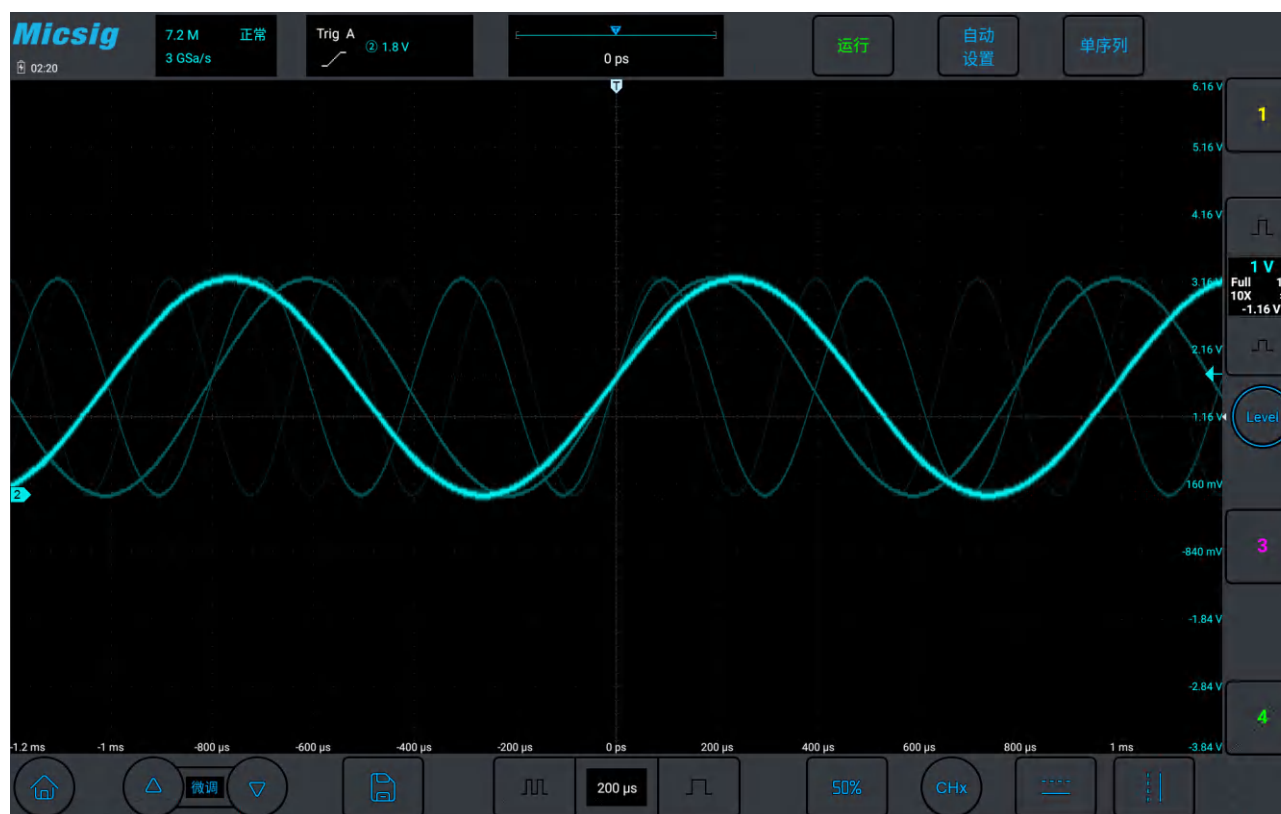 Micsig
02:20
7.2 M 正常
3 GSa/s
Trig A
② 1.8 V
0 ps
运行
自动
设置
单序列
T
6.16 V
5.16 V
4.16 V
3.16 V
2.16 V
1.16 V
160 mV
-840 mV
-1.84 V
-2.84 V
-3.84 V
1
1 V
Full 1
10X
-1.16 V
Level
3
4
2
-1.2 ms
-1 ms
-800 μs
-600 μs
-400 μs
-200 μs
0 ps
200 μs
400 μs
600 μs
800 μs
1 ms
微调
200 μs
50%
CHx